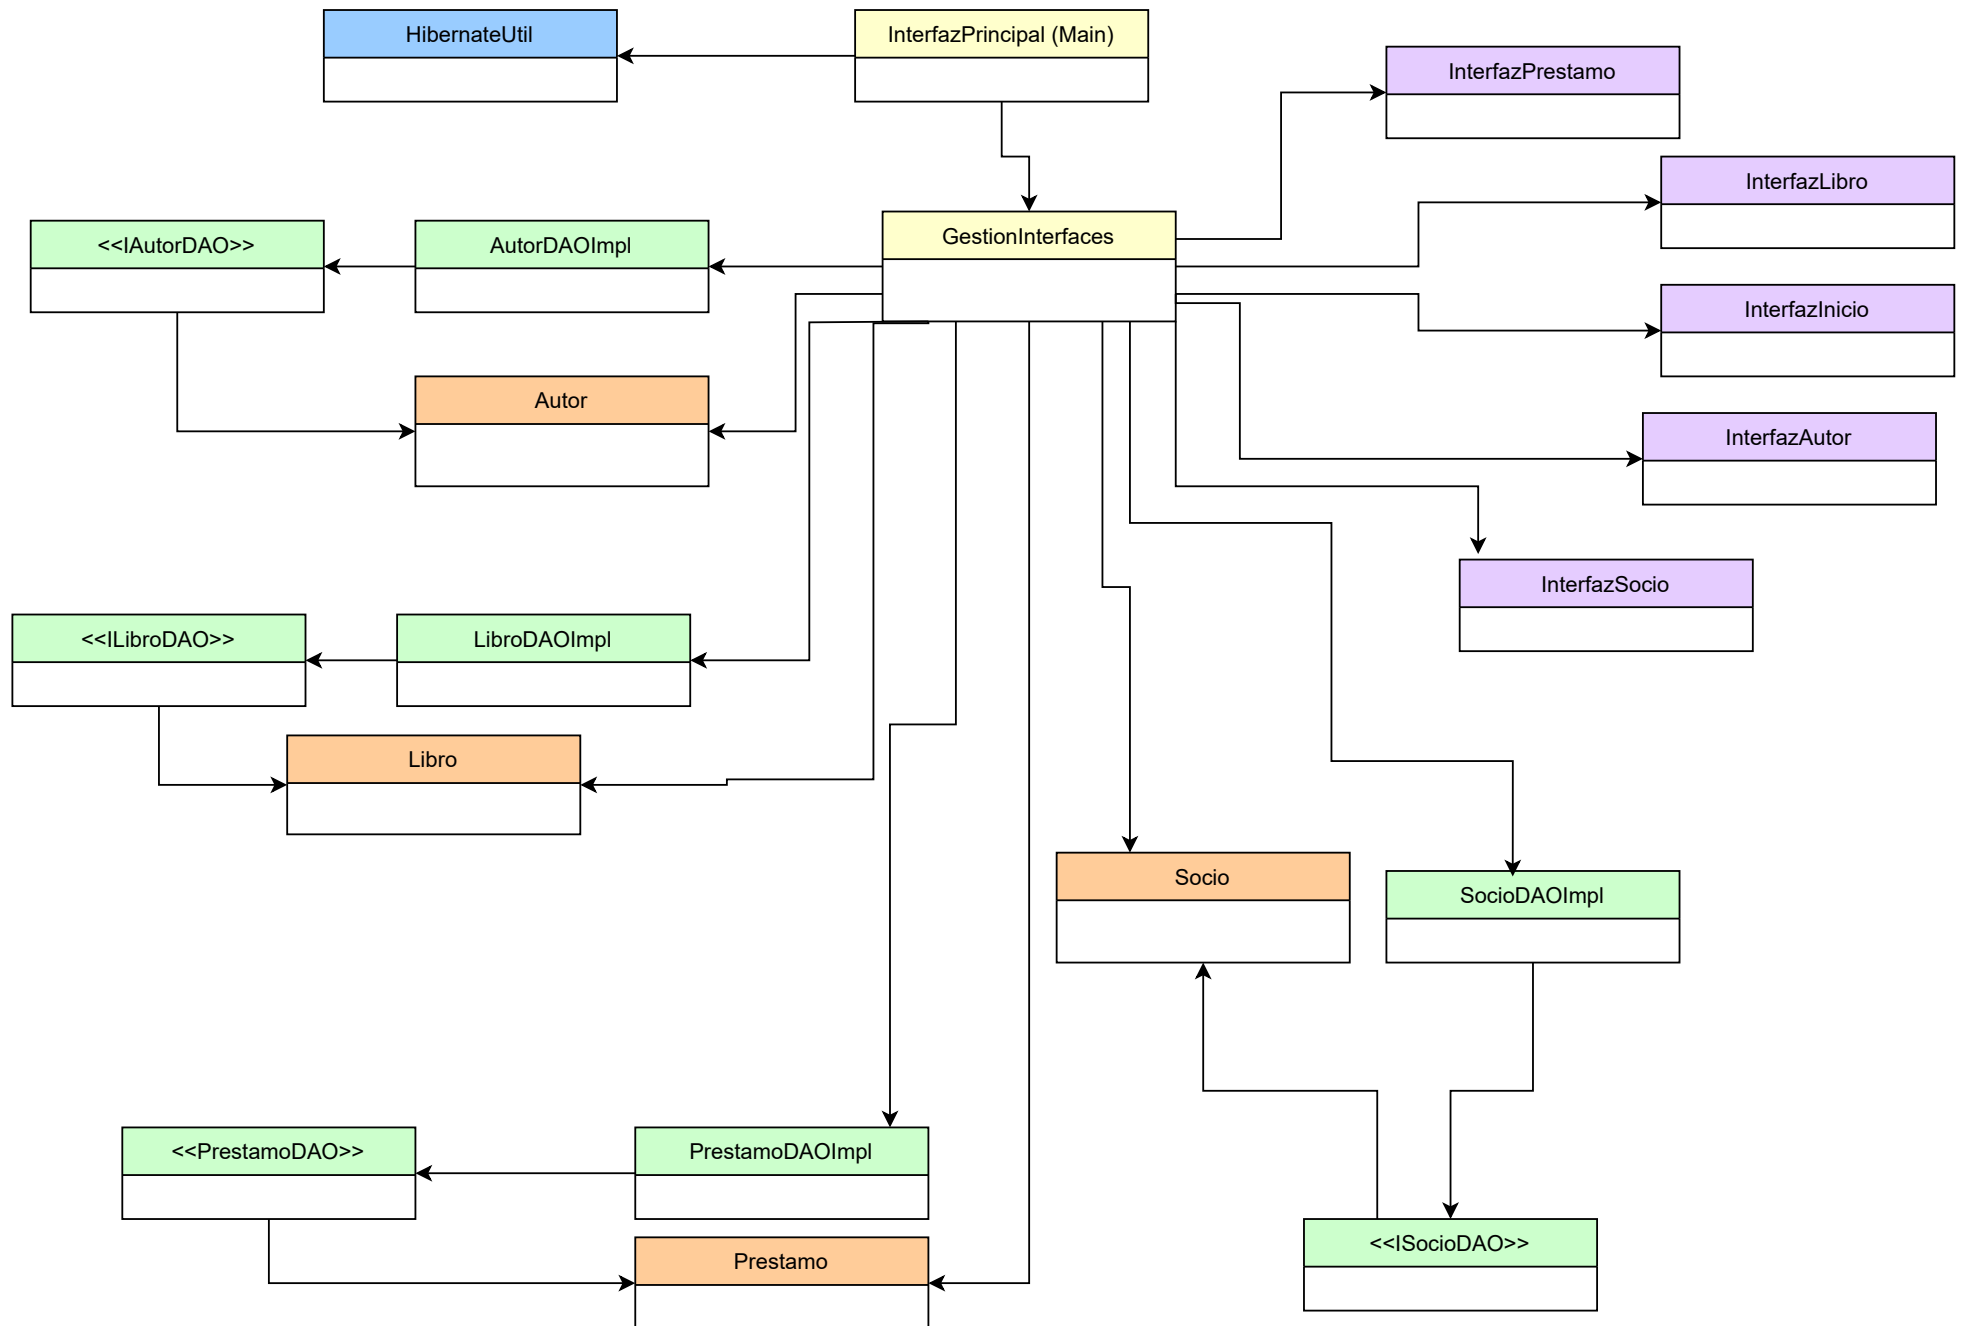 HibernateUtil
InterfazPrincipal (Main)
InterfazPrestamo
InterfazLibro
<<IAutorDAO>>
AutorDAOImpl
GestionInterfaces
InterfazInicio
Autor
InterfazAutor
InterfazSocio
<<ILibroDAO>>
LibroDAOImpl
Libro
Socio
SocioDAOImpl
<<PrestamoDAO>>
PrestamoDAOImpl
<<ISocioDAO>>
Prestamo